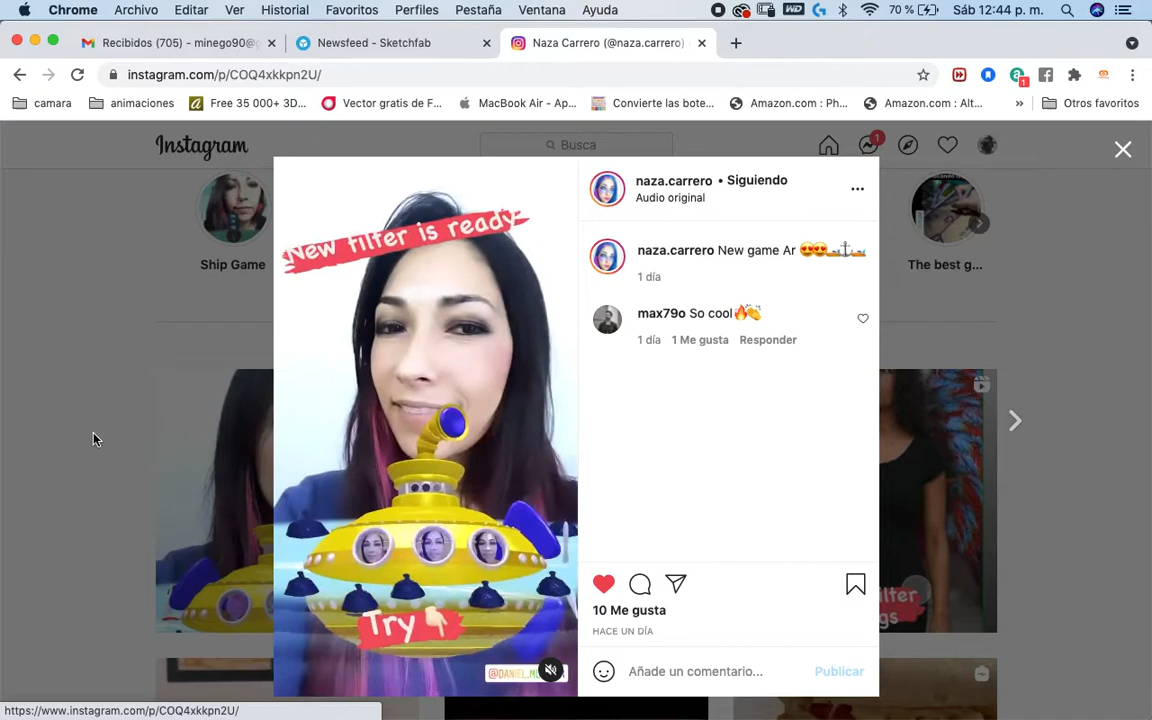 Chrome Archivo Editar Ver Historial Favoritos Perfiles Pestaña Ventana Ayuda WD 70 % Sáb 12:44 p. m.
Recibidos (705) - minego90@g Newsfeed - Sketchfab Naza Carrero (@naza.carrero)
instagram.com/p/COQ4xkkpn2U/ 1
camara animaciones Free 35 000+ 3D... Vector gratis de F... MacBook Air - Ap... Convierte las bote... Amazon.com : Ph... Amazon.com : Alt... » Otros favoritos
Instagram Busca 1
Ship Game
The best g...
New filter is ready
Try
naza.carrero • Siguiendo
Audio original
naza.carrero New game Ar 😍😍🚤⚓🚤
1 día
max79o So cool🔥👏
1 día 1 Me gusta Responder
10 Me gusta
HACE UN DÍA
Añade un comentario... Publicar
https://www.instagram.com/p/COQ4xkkpn2U/